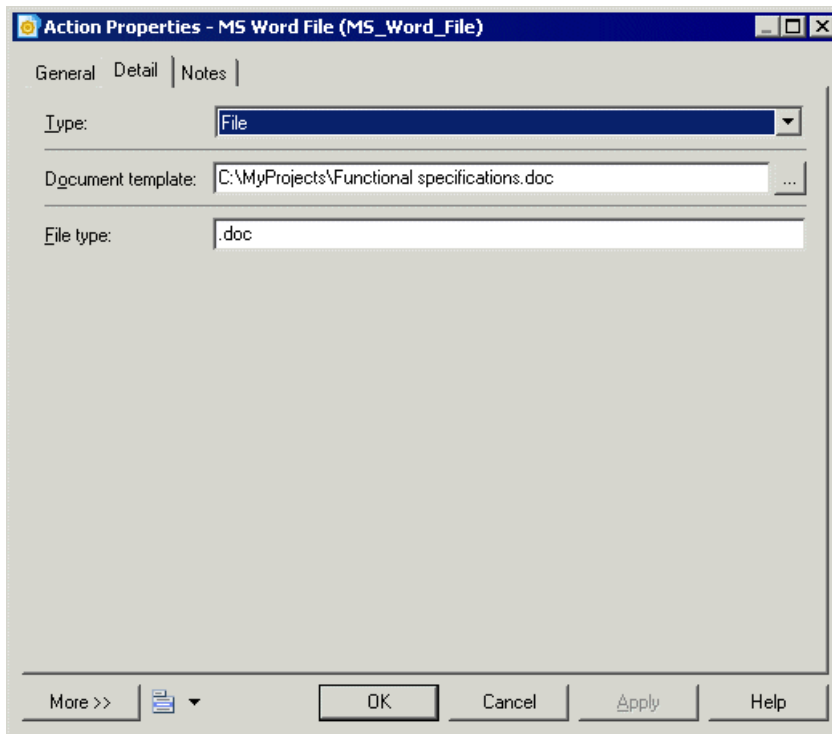 Action Properties - MS Word File (MS_Word_File)
General Detail Notes
Type: File
Document template: C:\MyProjects\Functional specifications.doc ...
File type: .doc
More >> OK Cancel Apply Help